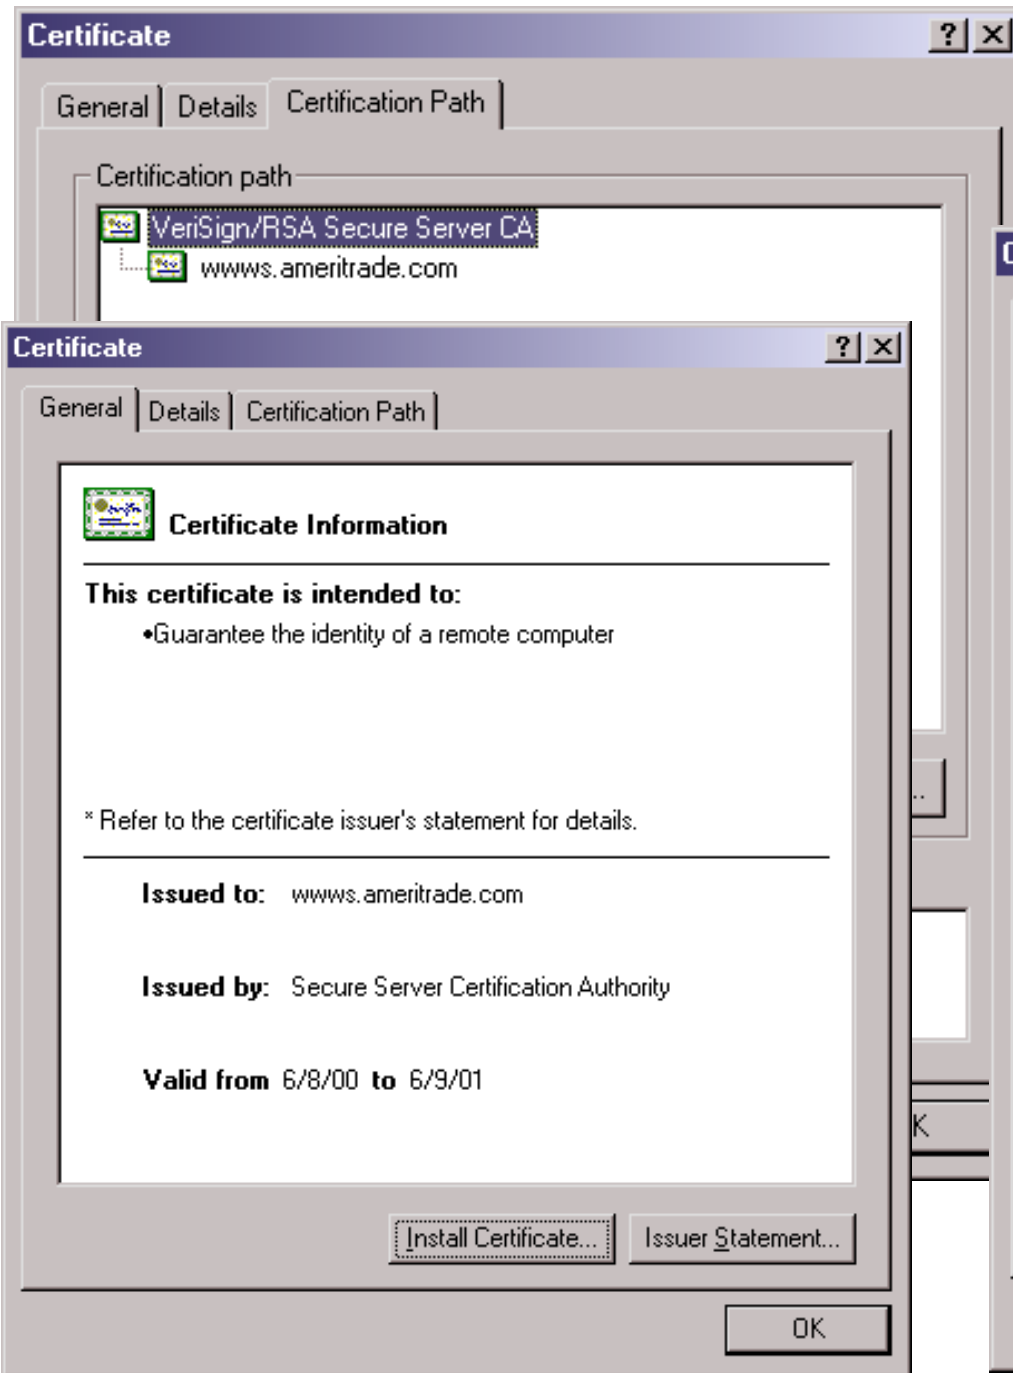 Certificate
General Details Certification Path
Certification path
VeriSign/RSA Secure Server CA
wwws.ameritrade.com
Certificate
General Details Certification Path
Certificate Information
This certificate is intended to:
•Guarantee the identity of a remote computer
* Refer to the certificate issuer's statement for details.
Issued to: wwws.ameritrade.com
Issued by: Secure Server Certification Authority
Valid from 6/8/00 to 6/9/01
Install Certificate... Issuer Statement...
OK